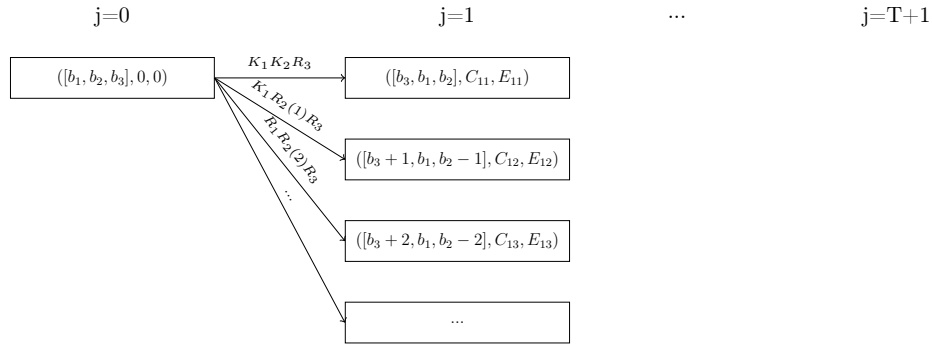 j=0 j=1 ... j=T+1
([b₁, b₂, b₃], 0, 0)
K₁K₂R₃
([b₃, b₁, b₂], C₁₁, E₁₁)
K₁R₂(1)R₃
([b₃ + 1, b₁, b₂ − 1], C₁₂, E₁₂)
R₁R₂(2)R₃
([b₃ + 2, b₁, b₂ − 2], C₁₃, E₁₃)
...
...